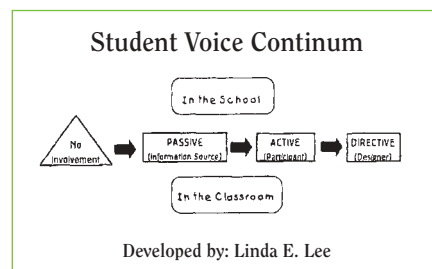 Student Voice Continum
In the School
No
Involvement
PASSIVE
(Information Source)
ACTIVE
(Participant)
DIRECTIVE
(Designer)
In the Classroom
Developed by: Linda E. Lee